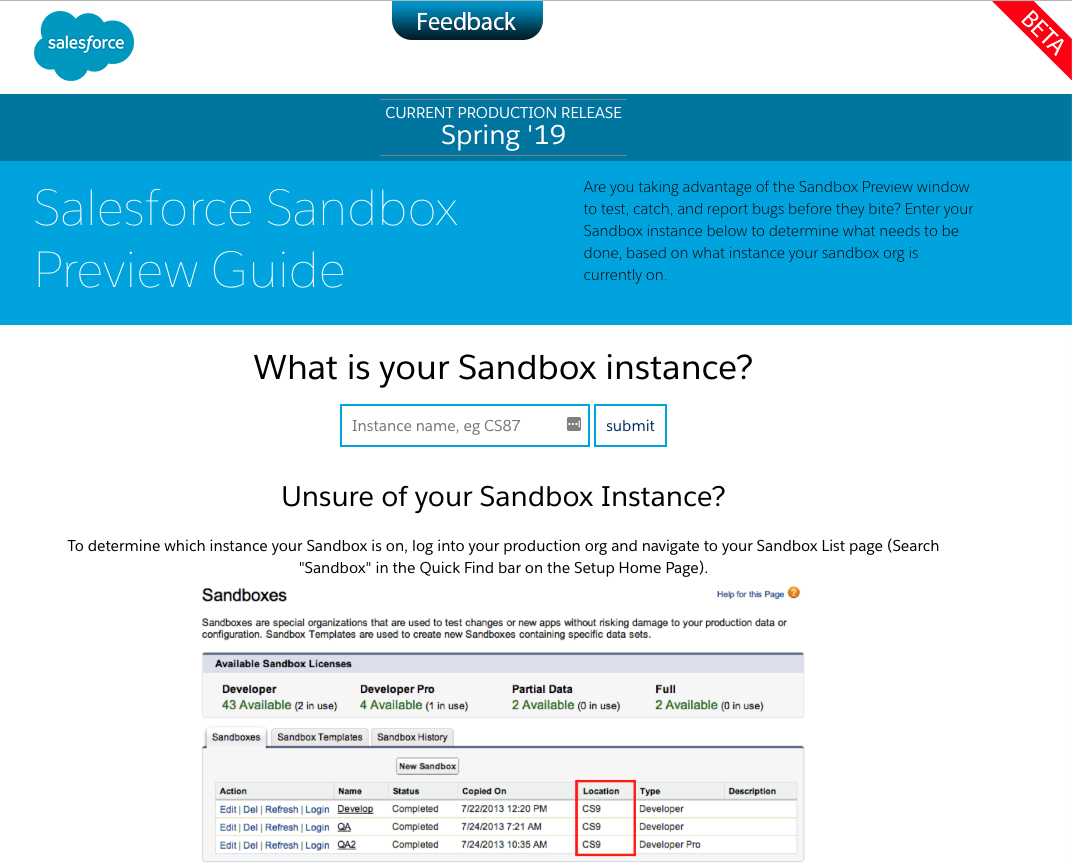 salesforce
Feedback
BETA
CURRENT PRODUCTION RELEASE
Spring '19
Salesforce Sandbox
Preview Guide
Are you taking advantage of the Sandbox Preview window
to test, catch, and report bugs before they bite? Enter your
Sandbox instance below to determine what needs to be
done, based on what instance your sandbox org is
currently on.
What is your Sandbox instance?
Instance name, eg CS87
submit
Unsure of your Sandbox Instance?
To determine which instance your Sandbox is on, log into your production org and navigate to your Sandbox List page (Search
"Sandbox" in the Quick Find bar on the Setup Home Page).
Sandboxes
Help for this Page ?
Sandboxes are special organizations that are used to test changes or new apps without risking damage to your production data or
configuration. Sandbox Templates are used to create new Sandboxes containing specific data sets.
Available Sandbox Licenses
Developer Developer Pro Partial Data Full
43 Available (2 in use) 4 Available (1 in use) 2 Available (0 in use) 2 Available (0 in use)
Sandboxes Sandbox Templates Sandbox History
New Sandbox
Action Name Status Copied On Location Type Description
Edit | Del | Refresh | Login Develop Completed 7/22/2013 12:20 PM CS9 Developer
Edit | Del | Refresh | Login QA Completed 7/24/2013 7:21 AM CS9 Developer
Edit | Del | Refresh | Login QA2 Completed 7/24/2013 10:35 AM CS9 Developer Pro